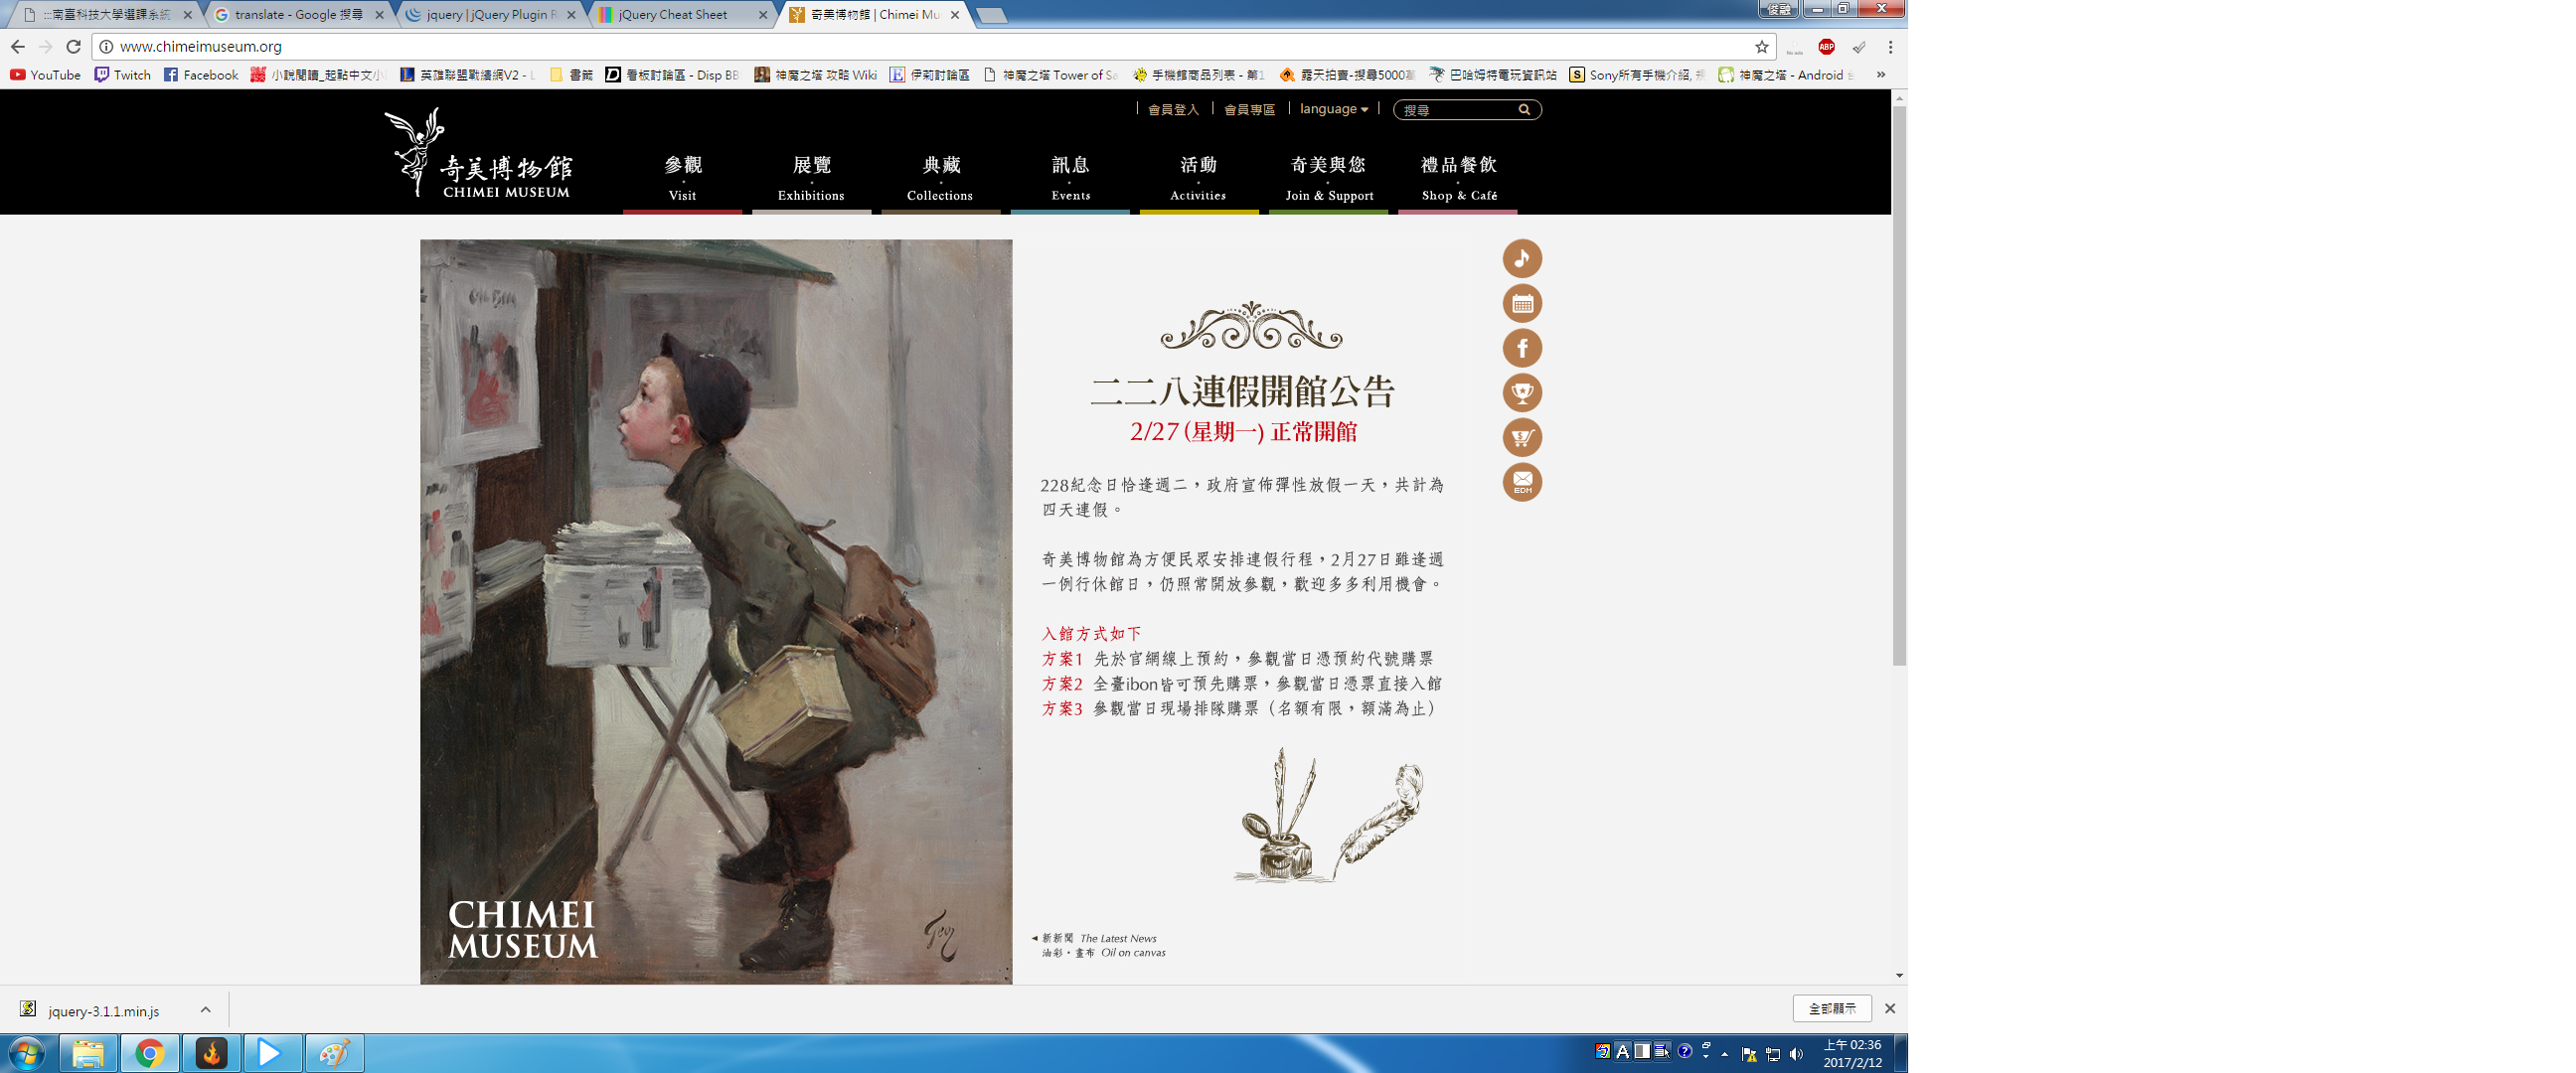 :::南臺科技大學選課系統
translate - Google 搜尋
jquery | jQuery Plugin R
jQuery Cheat Sheet
奇美博物館 | Chimei Mu
俊融
www.chimeimuseum.org
ABP
YouTube
Twitch
Facebook
小說閱讀_起點中文小
英雄聯盟戰績網V2 - L
書籤
看板討論區 - Disp BB
神魔之塔 攻略 Wiki
伊莉討論區
神魔之塔 Tower of Sa
手機館商品列表 - 第1
露天拍賣-搜尋5000萬
巴哈姆特電玩資訊站
Sony所有手機介紹,
神魔之塔 - Android
»
會員登入
會員專區
language
搜尋
奇美博物館
CHIMEI MUSEUM
參觀
Visit
展覽
Exhibitions
典藏
Collections
訊息
Events
活動
Activities
奇美與您
Join & Support
禮品餐飲
Shop & Café
二二八連假開館公告
2/27 (星期一) 正常開館
228紀念日恰逢週二，政府宣佈彈性放假一天，共計為
四天連假。
奇美博物館為方便民眾安排連假行程，2月27日雖逢週
一例行休館日，仍照常開放參觀，歡迎多多利用機會。
入館方式如下
方案1 先於官網線上預約，參觀當日憑預約代號購票
方案2 全臺ibon皆可預先購票，參觀當日憑票直接入館
方案3 參觀當日現場排隊購票（名額有限，額滿為止）
EDM
CHIMEI
MUSEUM
新新聞 The Latest News
油彩・畫布 Oil on canvas
jquery-3.1.1.min.js
全部顯示
上午 02:36
2017/2/12